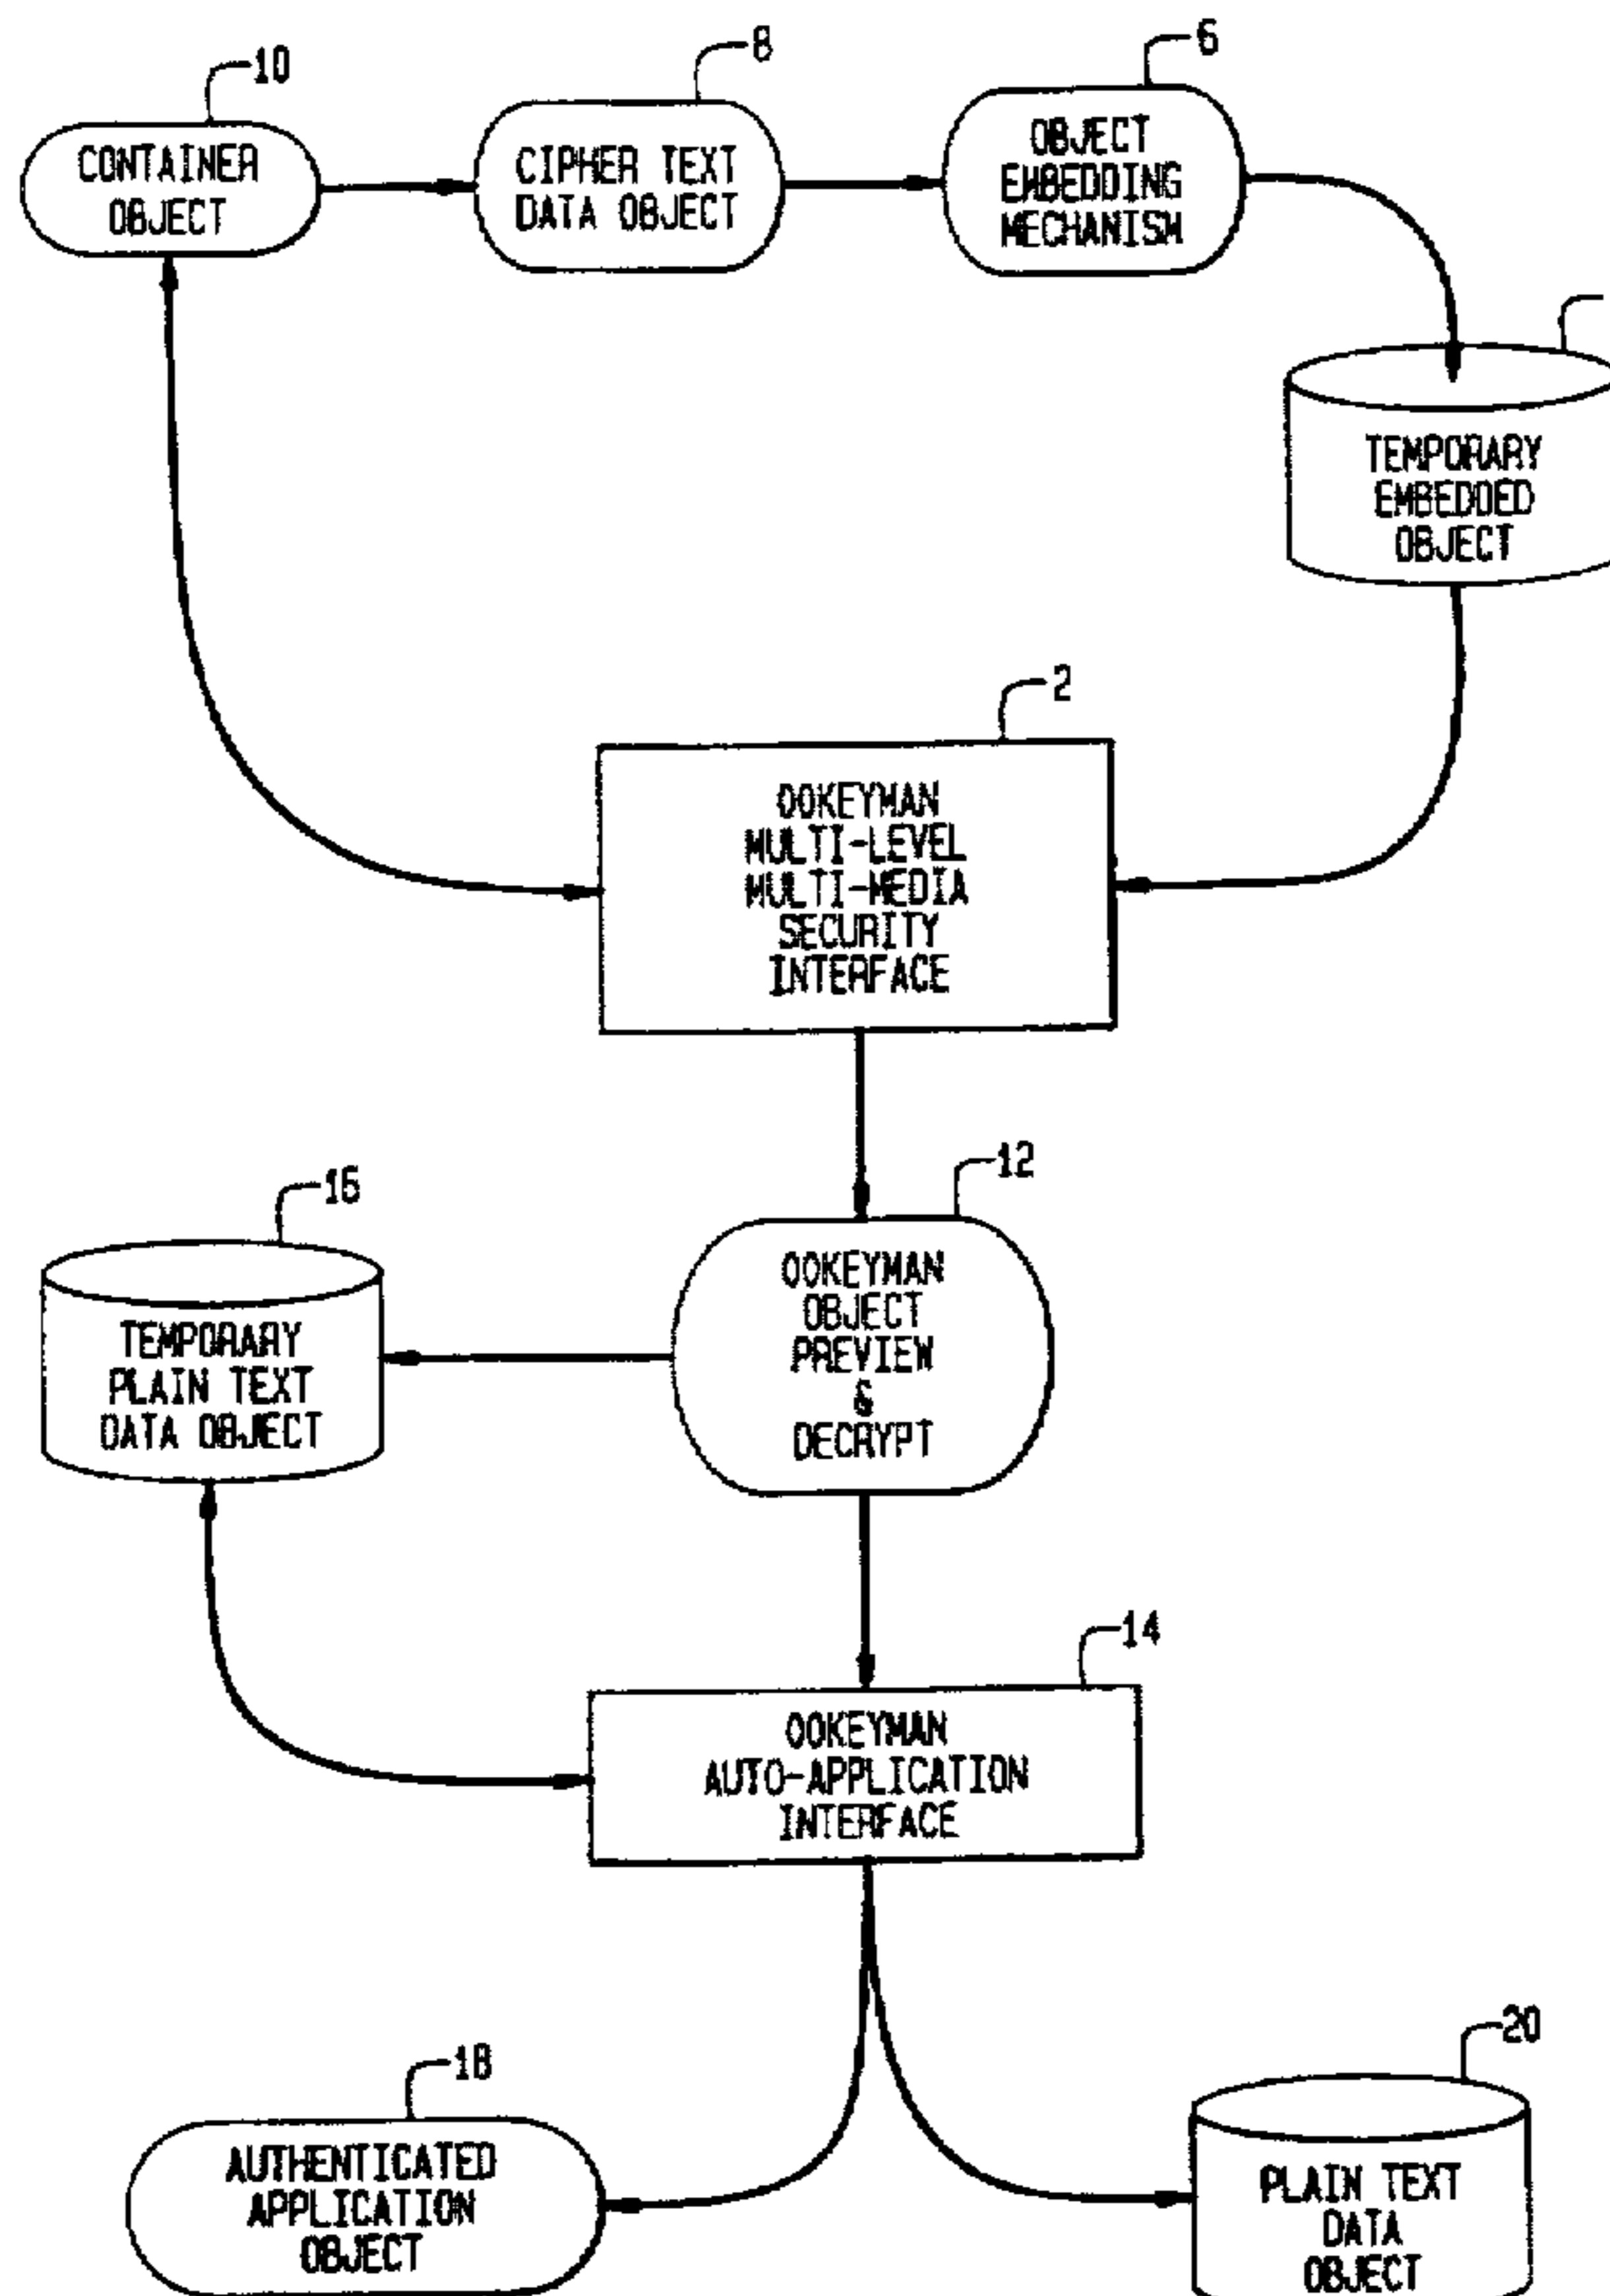 10
8
6
CONTAINER
OBJECT
CIPHER TEXT
DATA OBJECT
OBJECT
EMBEDDING
MECHANISM
TEMPORARY
EMBEDDED
OBJECT
2
OOKEYMAN
MULTI-LEVEL
MULTI-MEDIA
SECURITY
INTERFACE
12
16
OOKEYMAN
OBJECT
PREVIEW
&
DECRYPT
TEMPORARY
PLAIN TEXT
DATA OBJECT
14
OOKEYMAN
AUTO-APPLICATION
INTERFACE
18
20
AUTHENTICATED
APPLICATION
OBJECT
PLAIN TEXT
DATA
OBJECT